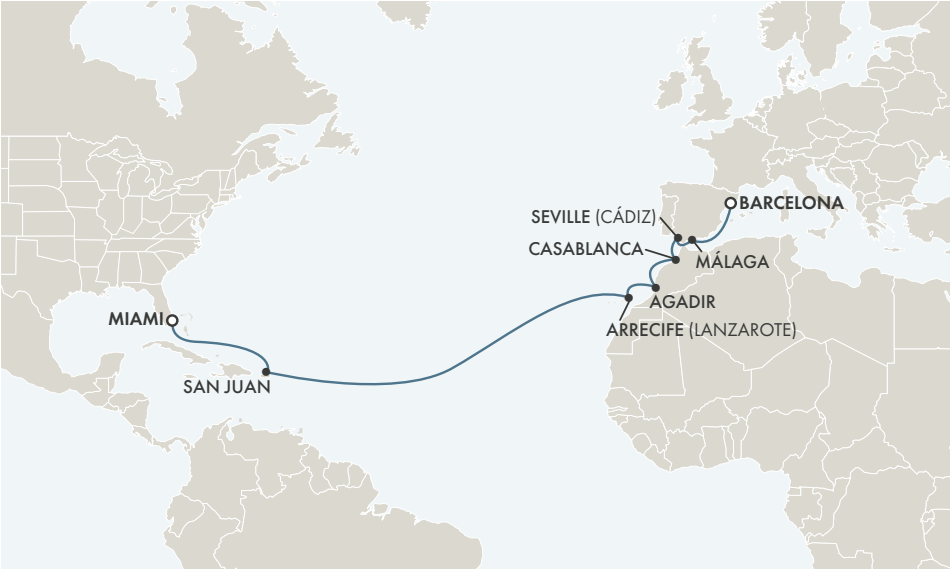 SEVILLE (CÁDIZ)
BARCELONA
CASABLANCA
MÁLAGA
AGADIR
MIAMI
ARRECIFE (LANZAROTE)
SAN JUAN